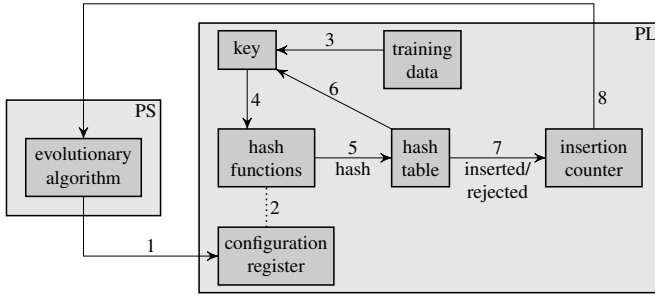 PL
key
3
training
data
8
PS
4
6
evolutionary
algorithm
hash
functions
5
hash
hash
table
7
inserted/
rejected
insertion
counter
2
1
configuration
register